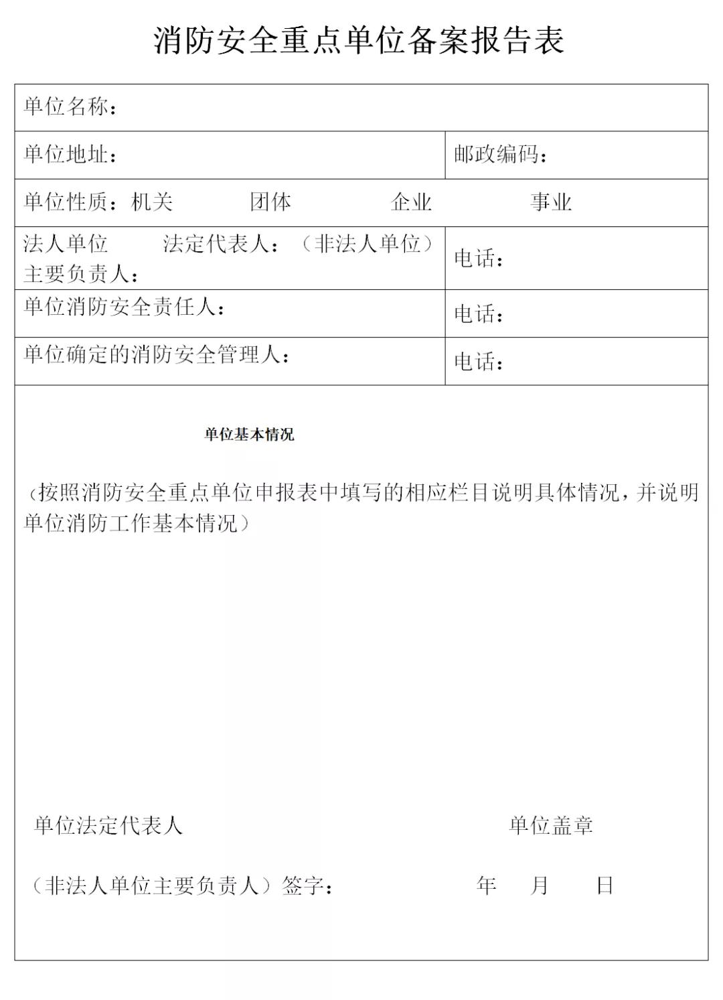 消防安全重点单位备案报告表
单位名称：
单位地址： 邮政编码：
单位性质：机关 团体 企业 事业
法人单位 法定代表人：（非法人单位）
主要负责人：
电话：
单位消防安全责任人： 电话：
单位确定的消防安全管理人： 电话：
单位基本情况
（按照消防安全重点单位申报表中填写的相应栏目说明具体情况，并说明
单位消防工作基本情况）
单位法定代表人 单位盖章
（非法人单位主要负责人）签字： 年 月 日